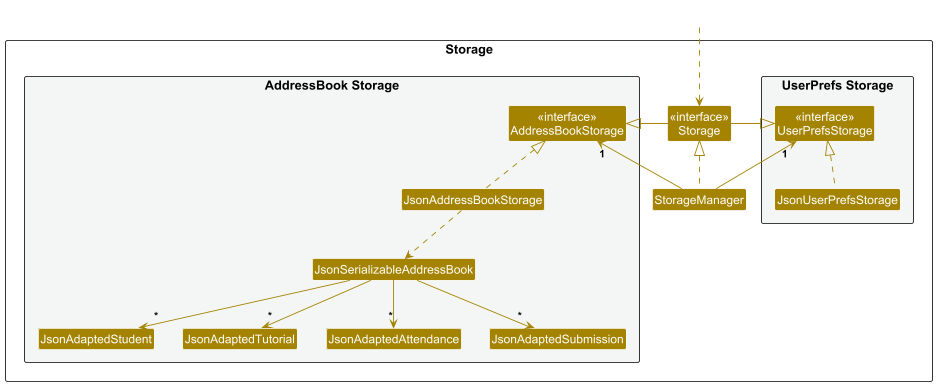 Storage
AddressBook Storage
UserPrefs Storage
«interface»
AddressBookStorage
«interface»
Storage
«interface»
UserPrefsStorage
1
1
JsonAddressBookStorage
StorageManager
JsonUserPrefsStorage
JsonSerializableAddressBook
*
*
*
*
JsonAdaptedStudent
JsonAdaptedTutorial
JsonAdaptedAttendance
JsonAdaptedSubmission